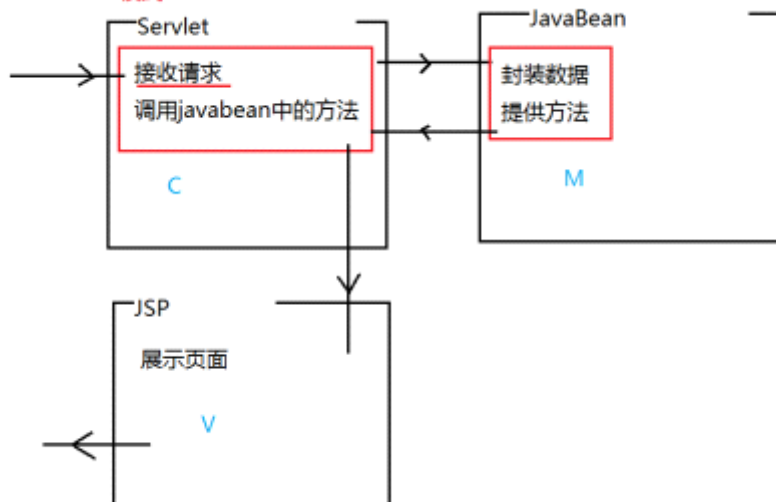 Servlet
接收请求
调用javabean中的方法
C
JavaBean
封装数据
提供方法
M
JSP
展示页面
V